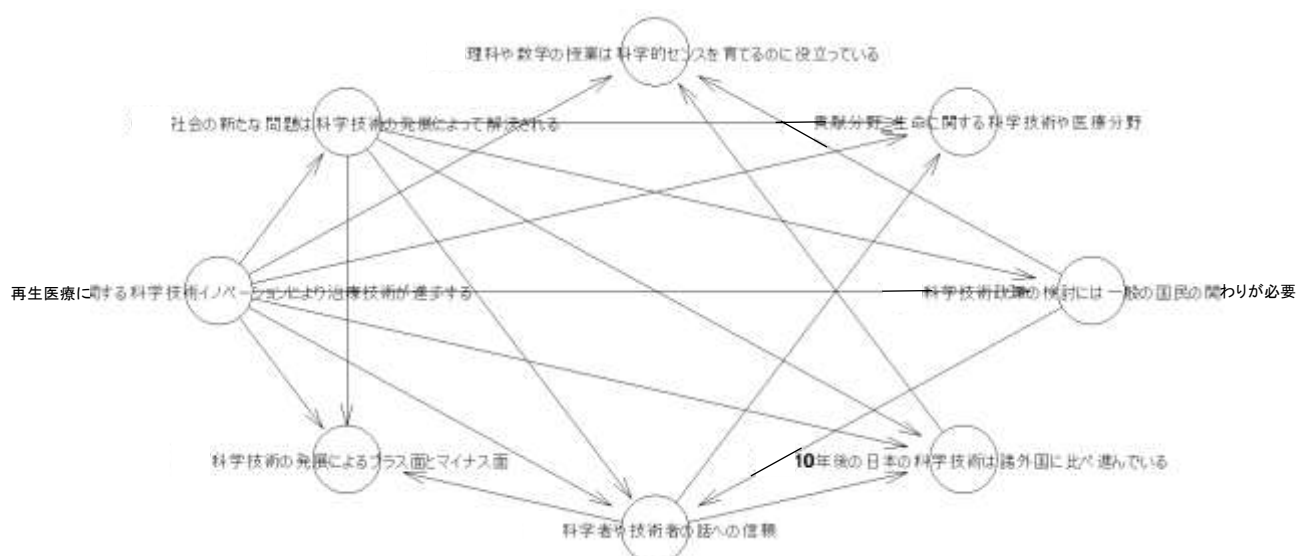 理科や数学の授業は科学的センスを育てるのに役立っている
社会の新たな問題は科学技術の発展によって解決される
貢献分野=生命に関する科学技術や医療分野
再生医療に関する科学技術イノベーションにより治療技術が進歩する
科学技術政策の検討には一般の国民の関わりが必要
科学技術の発展によるプラス面とマイナス面
10年後の日本の科学技術は諸外国に比べ進んでいる
科学者や技術者の話への信頼